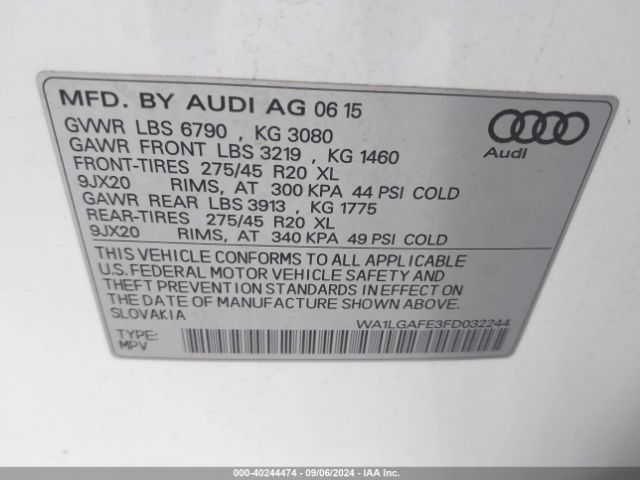 MFD. BY AUDI AG 06 15
GVWR LBS 6790 , KG 3080
GAWR FRONT LBS 3219 , KG 1460
FRONT-TIRES 275/45 R20 XL
9JX20 RIMS, AT 300 KPA 44 PSI COLD
GAWR REAR LBS 3913 , KG 1775
REAR-TIRES 275/45 R20 XL
9JX20 RIMS, AT 340 KPA 49 PSI COLD
Audi
THIS VEHICLE CONFORMS TO ALL APPLICABLE
U.S. FEDERAL MOTOR VEHICLE SAFETY AND
THEFT PREVENTION STANDARDS IN EFFECT ON
THE DATE OF MANUFACTURE SHOWN ABOVE.
SLOVAKIA
WA1LGAFE3FD032244
TYPE:
MPV
000-40244474 - 09/06/2024 - IAAI.com